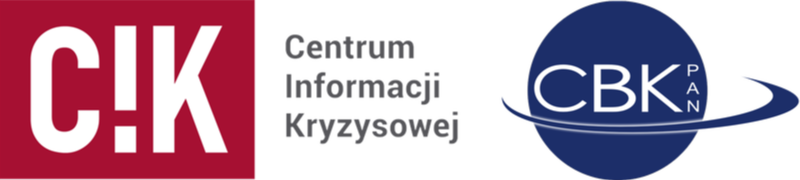 C!K
Centrum
Informacji
Kryzysowej
CBK
PAN